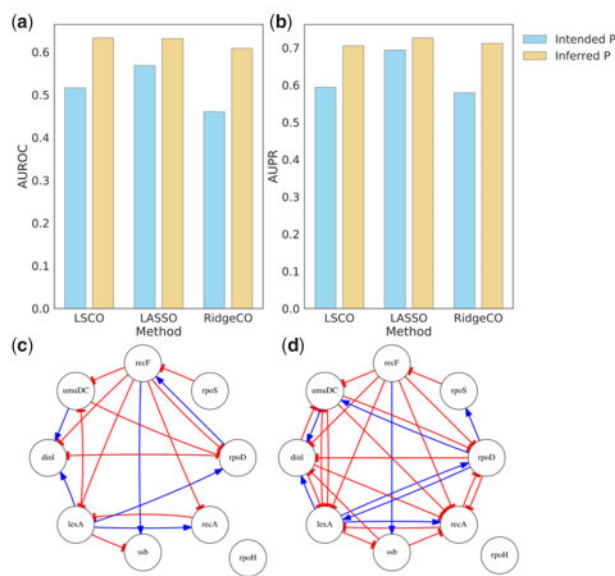 (a)
0.6
0.5
0.4
0.3
0.2
0.1
0.0
AUROC
LSCO
LASSO
RidgeCO
Method
(b)
0.7
0.6
0.5
0.4
0.3
0.2
0.1
0.0
AUPR
LSCO
LASSO
RidgeCO
Method
Intended P
Inferred P
(c)
recF
umuDC
rpoS
dinI
rpoD
lexA
recA
ssb
rpoH
(d)
recF
umuDC
rpoS
dinI
rpoD
lexA
recA
ssb
rpoH